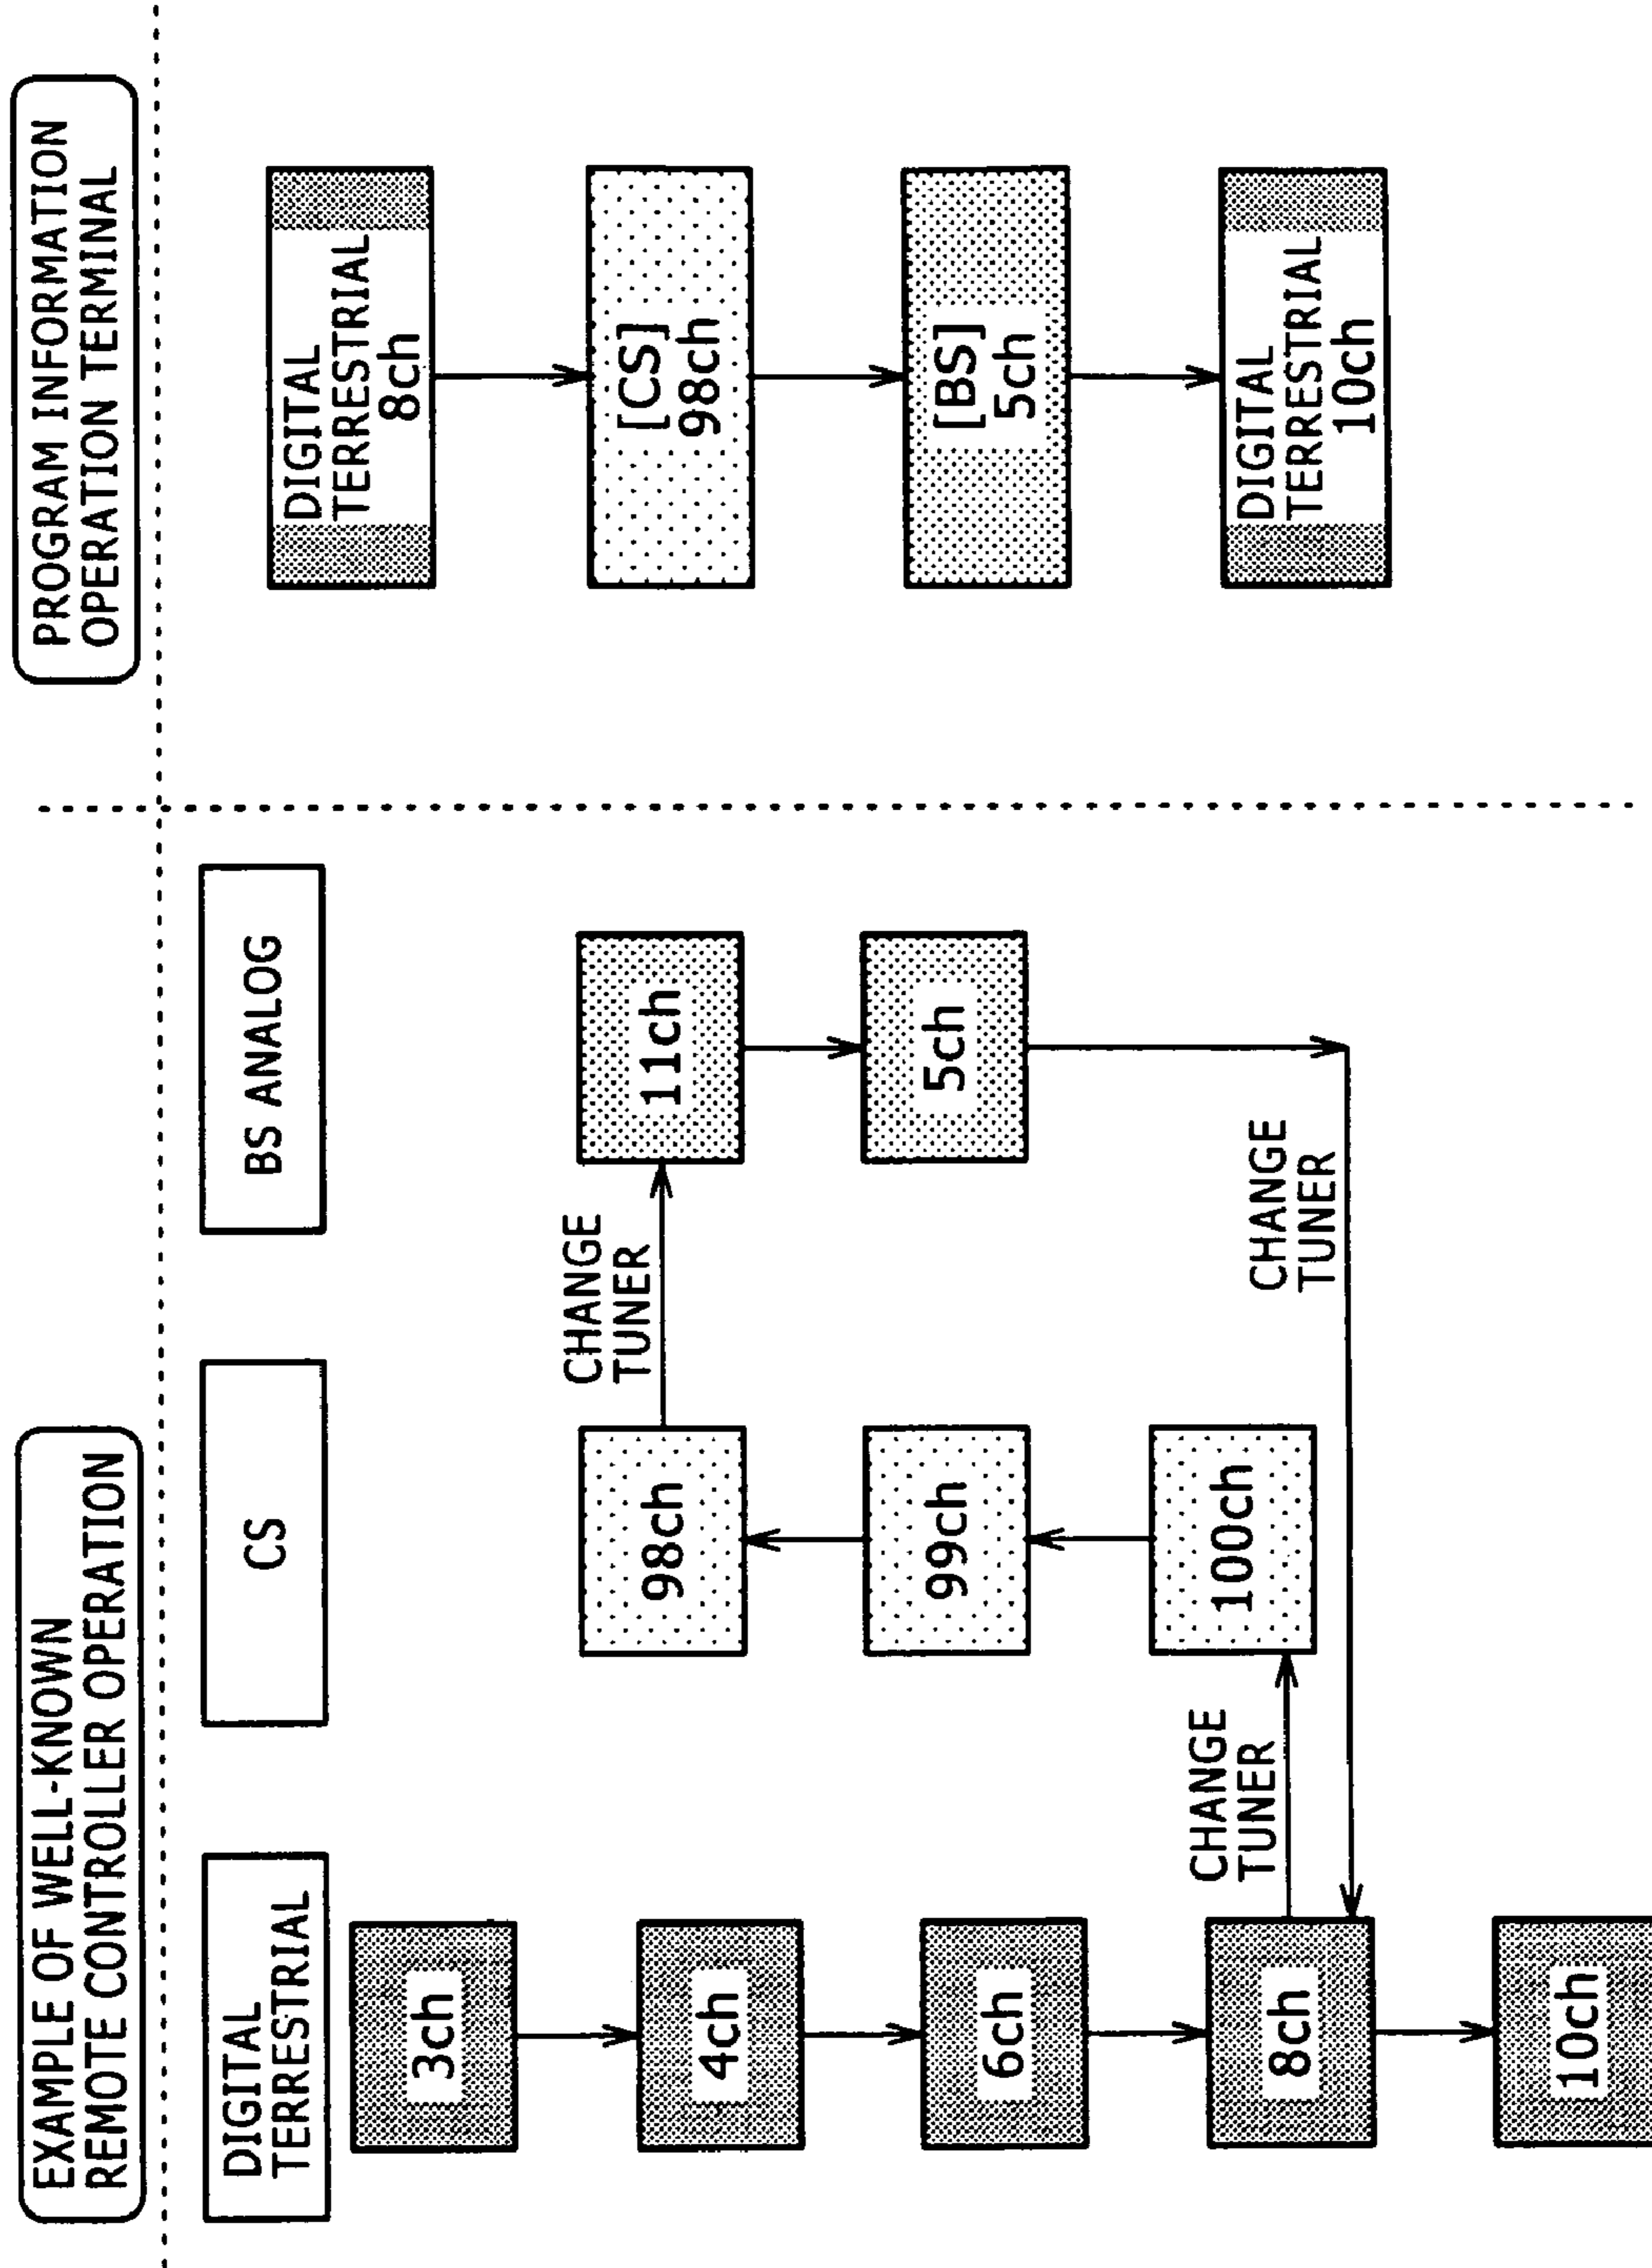 EXAMPLE OF WELL-KNOWN
REMOTE CONTROLLER OPERATION
PROGRAM INFORMATION
OPERATION TERMINAL
DIGITAL
TERRESTRIAL
CS
BS ANALOG
3ch
4ch
6ch
8ch
10ch
CHANGE
TUNER
98ch
99ch
100ch
CHANGE
TUNER
11ch
5ch
CHANGE
TUNER
DIGITAL
TERRESTRIAL
8ch
[CS]
98ch
[BS]
5ch
DIGITAL
TERRESTRIAL
10ch